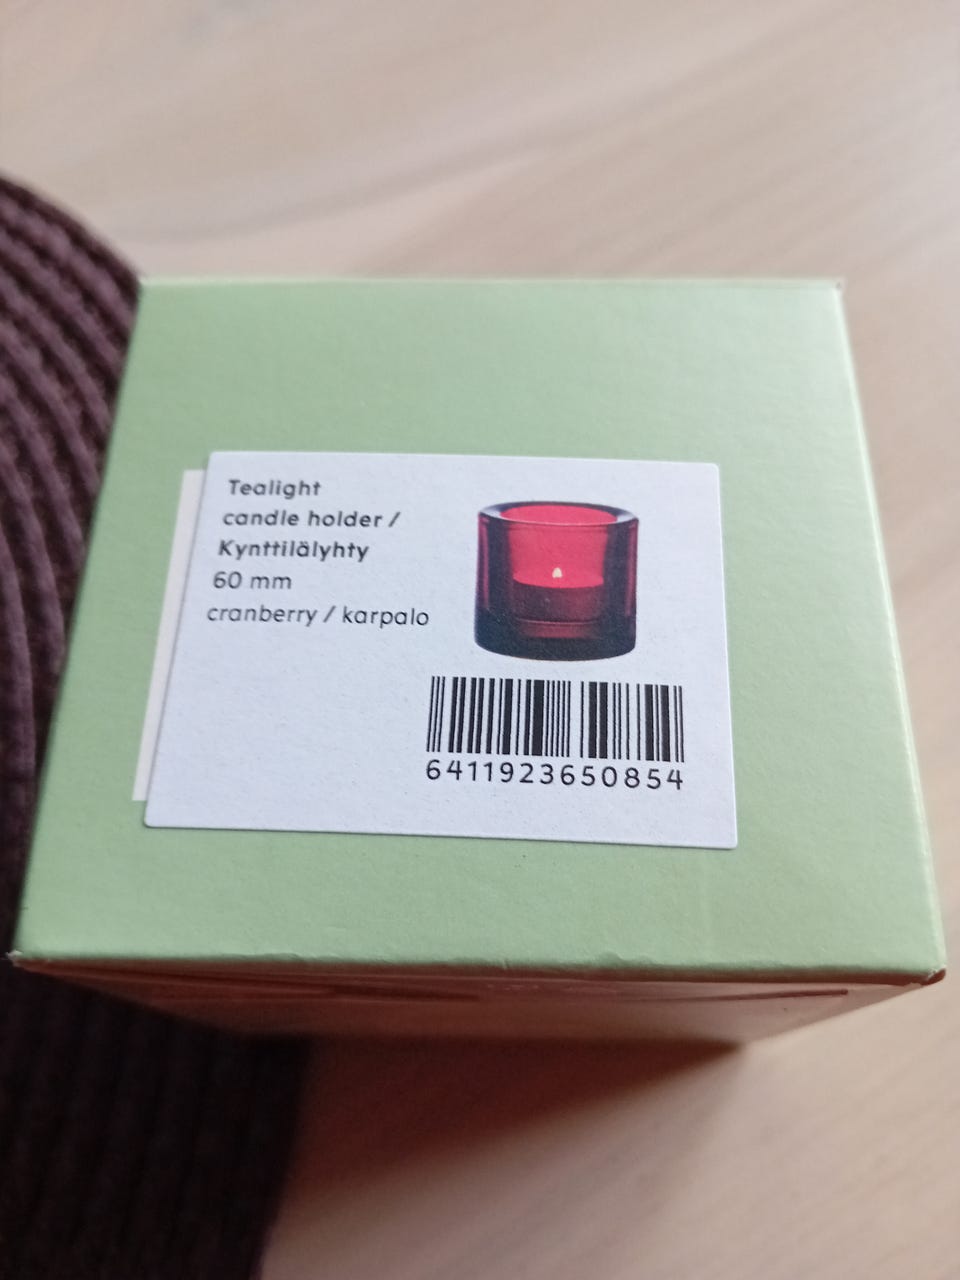 Tealight
candle holder /
Kynttilälyhty
60 mm
cranberry / karpalo
6411923650854